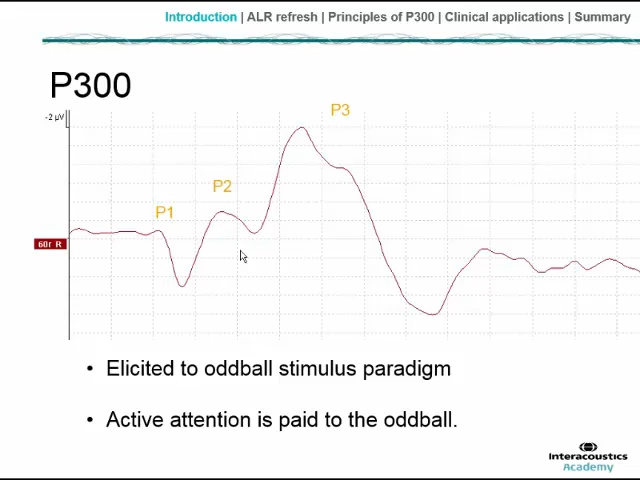 Introduction | ALR refresh | Principles of P300 | Clinical applications | Summary
P300
-2 µV
P3
P2
P1
60r R
• Elicited to oddball stimulus paradigm
• Active attention is paid to the oddball.
Interacoustics
Academy